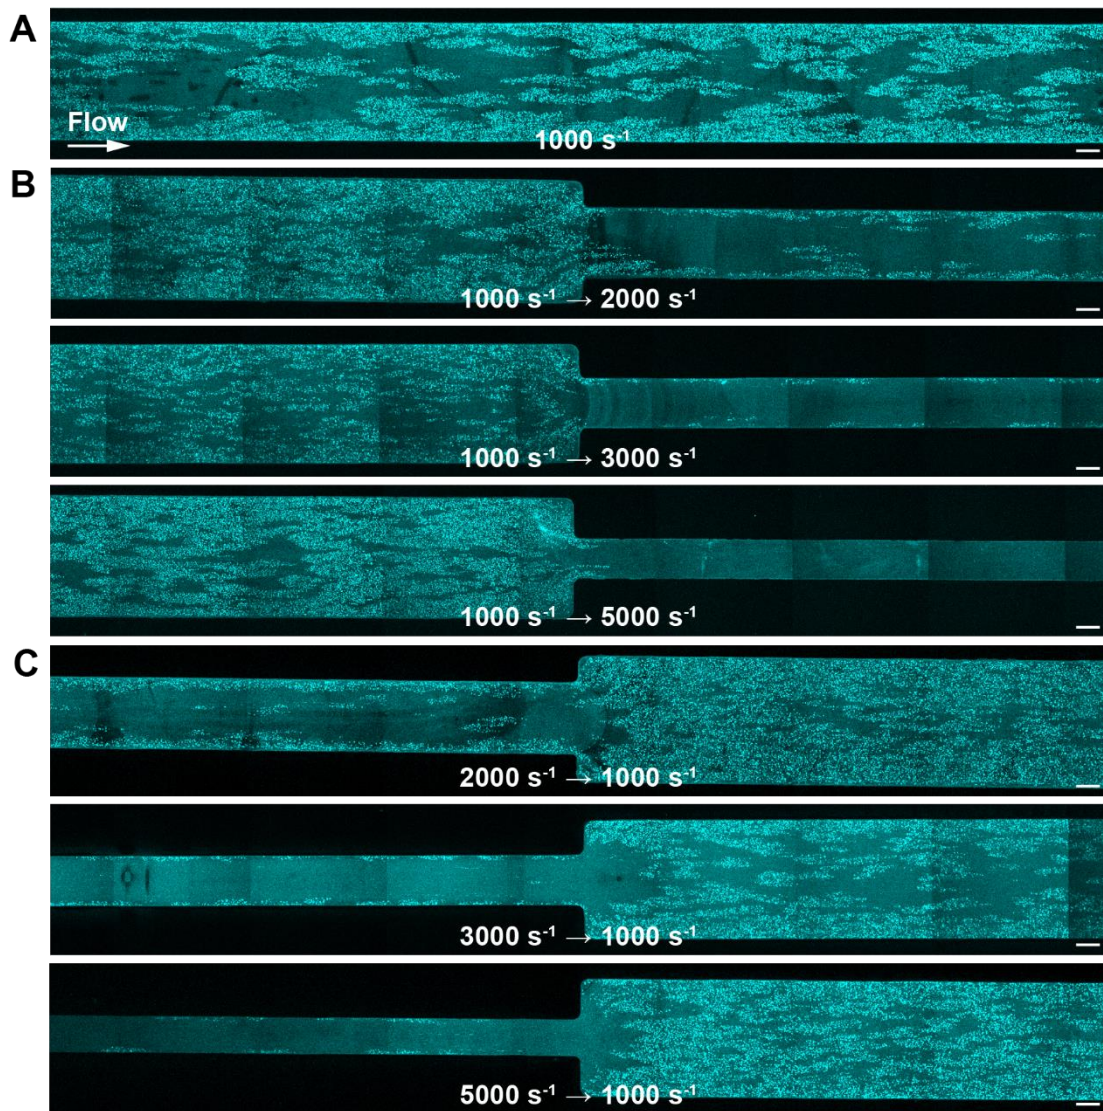 A
Flow
1000 s⁻¹
B
1000 s⁻¹ → 2000 s⁻¹
1000 s⁻¹ → 3000 s⁻¹
1000 s⁻¹ → 5000 s⁻¹
C
2000 s⁻¹ → 1000 s⁻¹
3000 s⁻¹ → 1000 s⁻¹
5000 s⁻¹ → 1000 s⁻¹